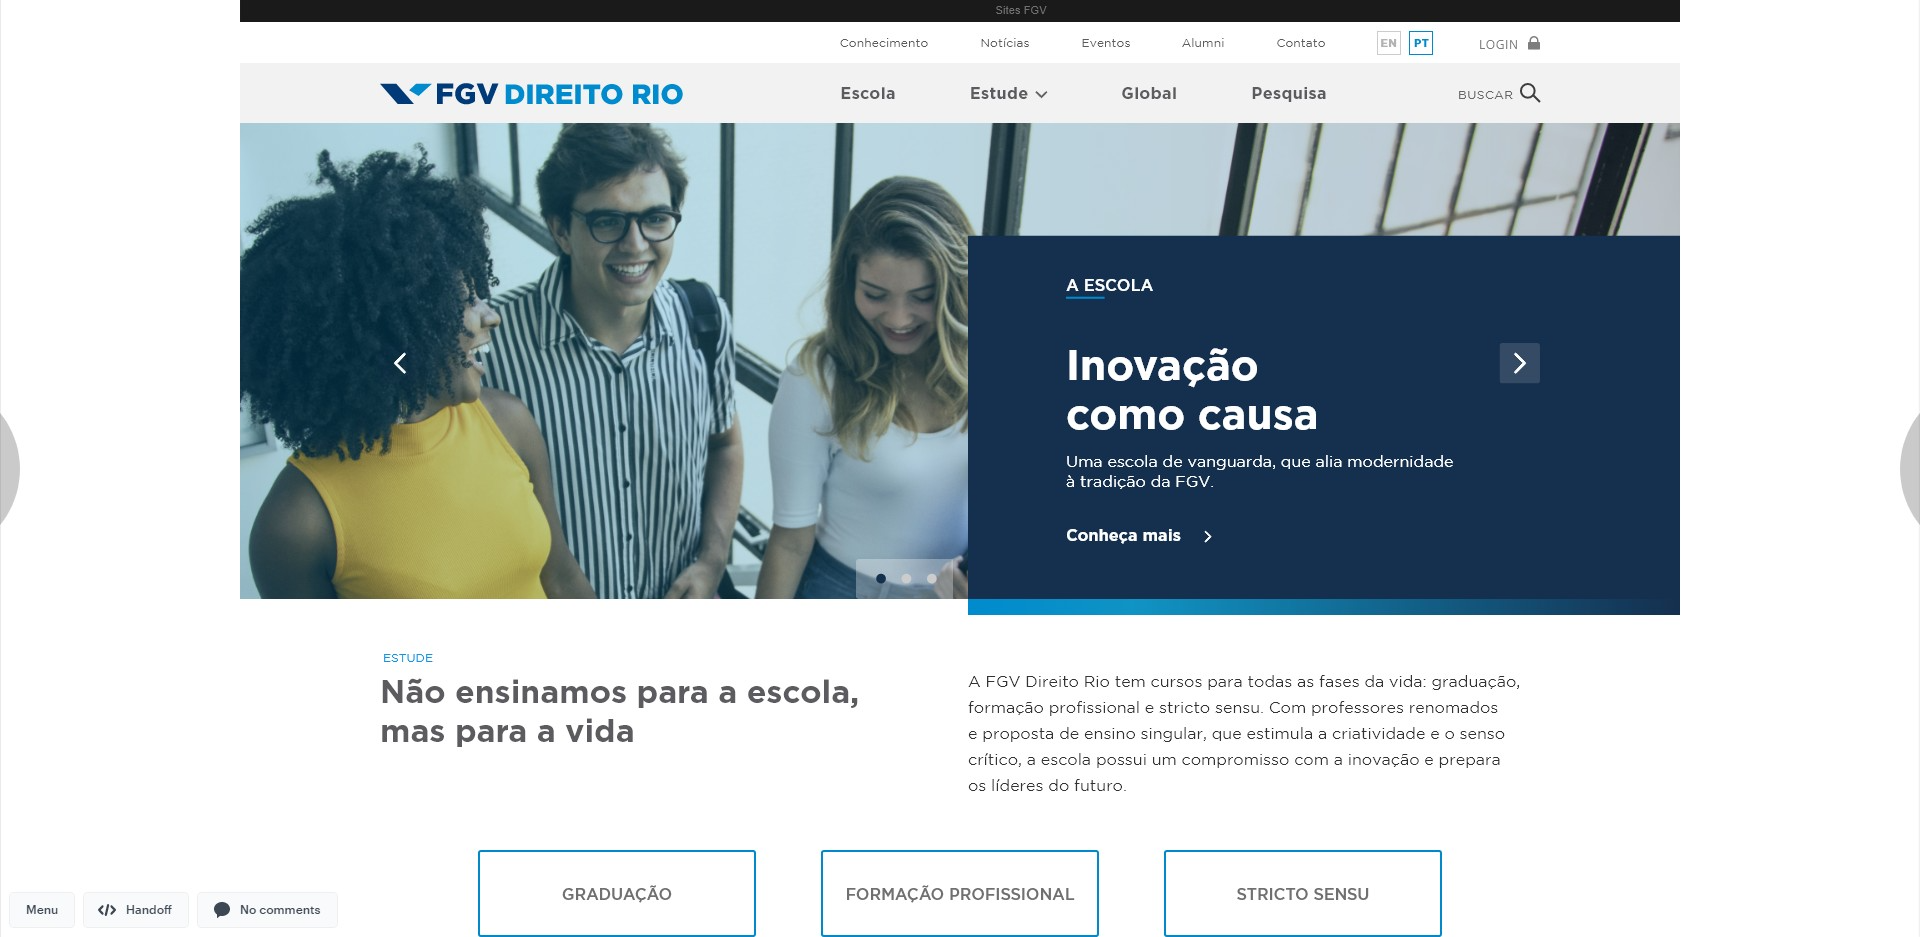 Sites FGV
Conhecimento Notícias Eventos Alumni Contato EN PT LOGIN
FGV DIREITO RIO Escola Estude Global Pesquisa BUSCAR
A ESCOLA
Inovação
como causa
Uma escola de vanguarda, que alia modernidade
à tradição da FGV.
Conheça mais
ESTUDE
Não ensinamos para a escola,
mas para a vida
A FGV Direito Rio tem cursos para todas as fases da vida: graduação,
formação profissional e stricto sensu. Com professores renomados
e proposta de ensino singular, que estimula a criatividade e o senso
crítico, a escola possui um compromisso com a inovação e prepara
os líderes do futuro.
GRADUAÇÃO FORMAÇÃO PROFISSIONAL STRICTO SENSU
Menu Handoff No comments